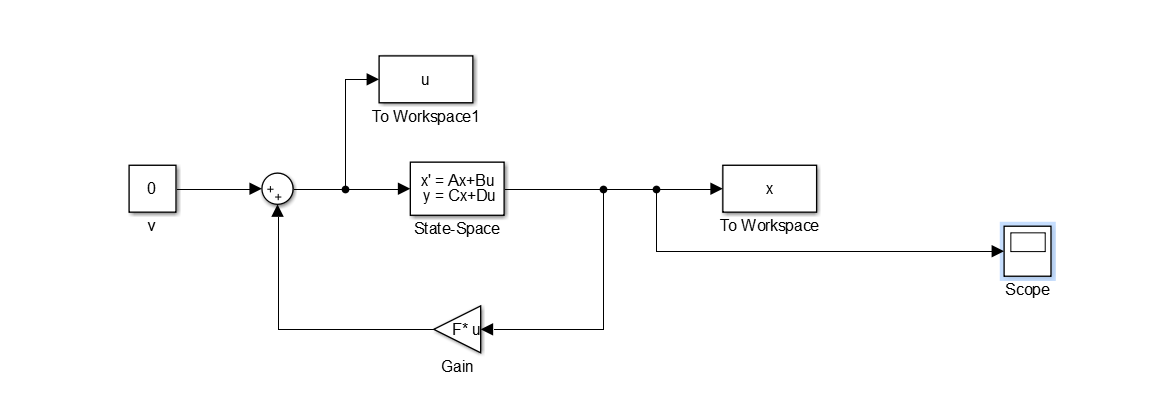 u
To Workspace1
0
v
+
+
x' = Ax+Bu
y = Cx+Du
State-Space
x
To Workspace
Scope
F* u
Gain